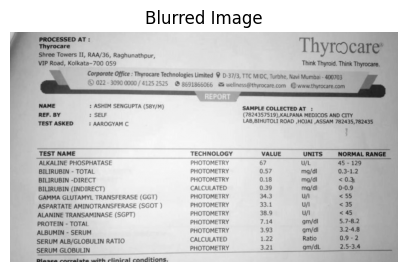 Blurred Image
PROCESSED AT :
Thyrocare
Shree Towers II, RAA/36, Raghunathpur,
VIP Road, Kolkata-700 059
Thyrocare®
Think Thyroid. Think Thyrocare.
Corporate Office : Thyrocare Technologies Limited D-37/3, TTC MIDC, Turbhe, Navi Mumbai - 400703
022 - 3090 0000 / 4125 2525 8691866066 wellness@thyrocare.com www.thyrocare.com
REPORT
NAME : ASHIM SENGUPTA (58Y/M)
REF. BY : SELF
TEST ASKED : AAROGYAM C
SAMPLE COLLECTED AT :
(7824357519),KALPANA MEDICOS AND CITY
LAB,BIHUTOLI ROAD ,HOJAI ,ASSAM 782435,782435
TEST NAME TECHNOLOGY VALUE UNITS NORMAL RANGE
ALKALINE PHOSPHATASE PHOTOMETRY 67 U/L 45 - 129
BILIRUBIN - TOTAL PHOTOMETRY 0.57 mg/dl 0.3-1.2
BILIRUBIN -DIRECT PHOTOMETRY 0.18 mg/dl < 0.3
BILIRUBIN (INDIRECT) CALCULATED 0.39 mg/dl 0-0.9
GAMMA GLUTAMYL TRANSFERASE (GGT) PHOTOMETRY 34.3 U/l < 55
ASPARTATE AMINOTRANSFERASE (SGOT ) PHOTOMETRY 33.1 U/l < 35
ALANINE TRANSAMINASE (SGPT) PHOTOMETRY 38.9 U/l < 45
PROTEIN - TOTAL PHOTOMETRY 7.14 gm/dl 5.7-8.2
ALBUMIN - SERUM PHOTOMETRY 3.93 gm/dl 3.2-4.8
SERUM ALB/GLOBULIN RATIO CALCULATED 1.22 Ratio 0.9 - 2
SERUM GLOBULIN PHOTOMETRY 3.21 gm/dL 2.5-3.4
Please correlate with clinical conditions.